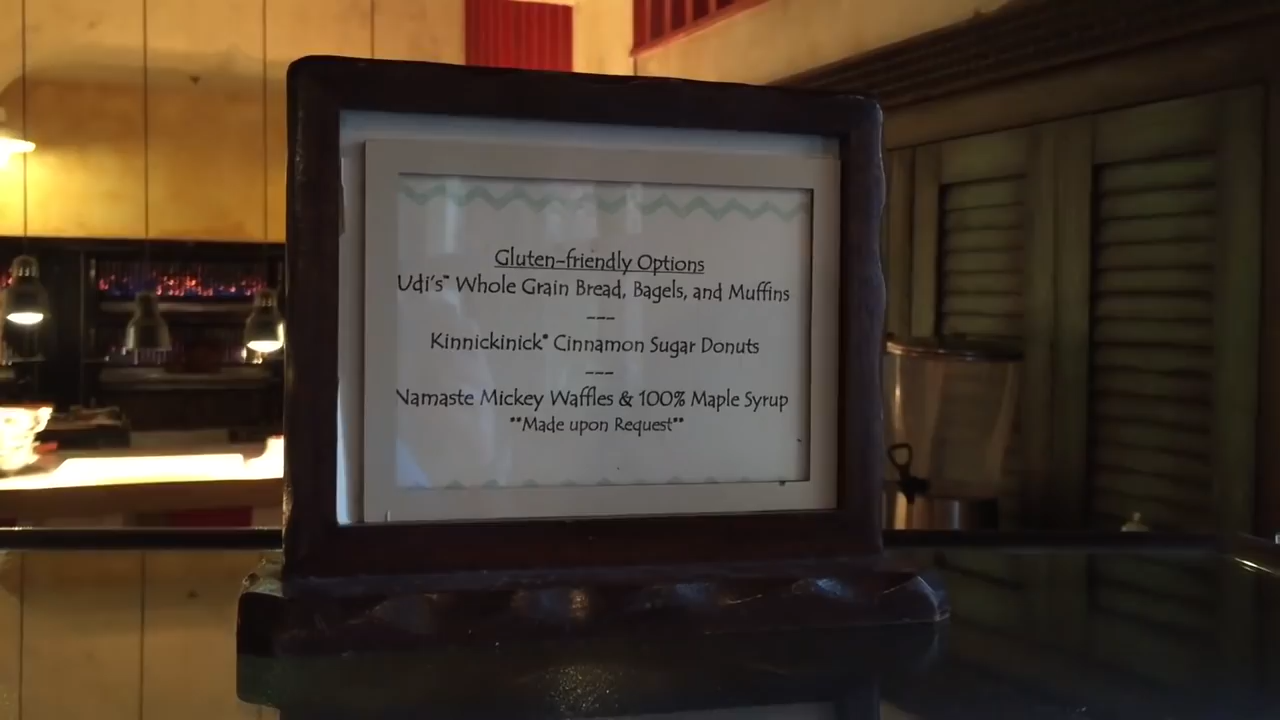 Gluten-friendly Options
Udi's™ Whole Grain Bread, Bagels, and Muffins
---
Kinnickinick® Cinnamon Sugar Donuts
---
Namaste Mickey Waffles & 100% Maple Syrup
**Made upon Request**